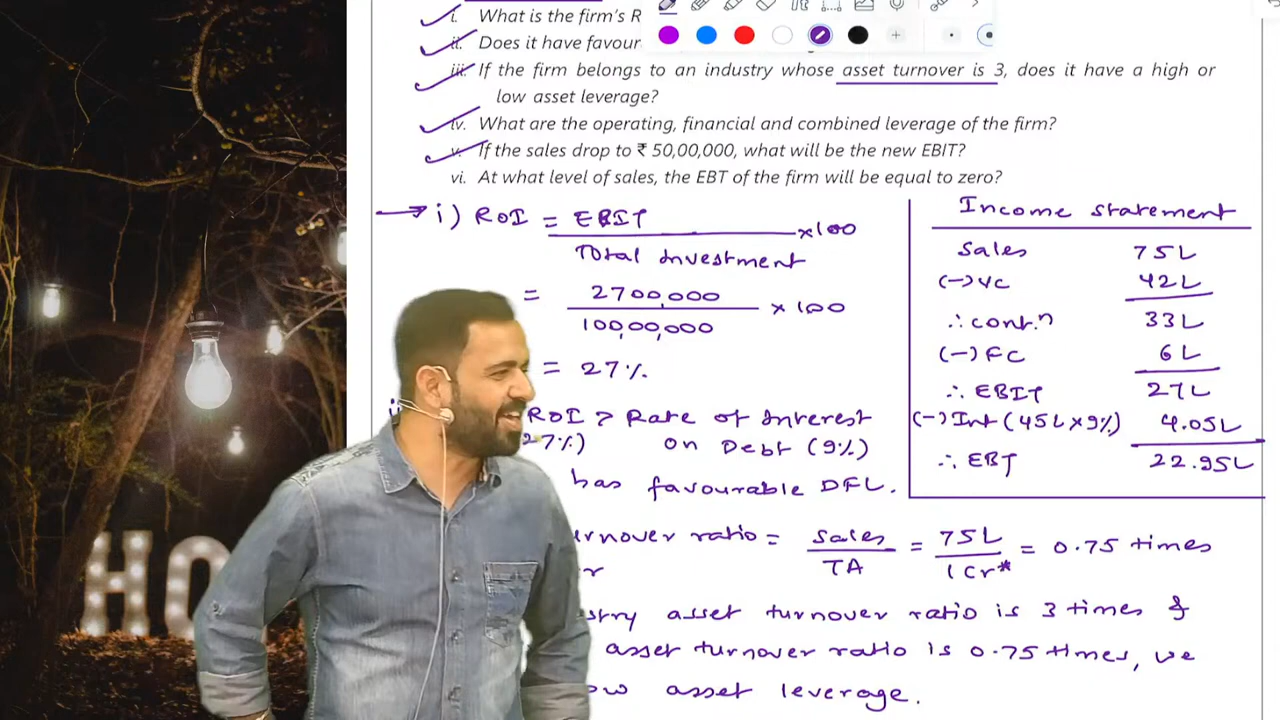 i. What is the firm's R
ii. Does it have favour
iii. If the firm belongs to an industry whose asset turnover is 3, does it have a high or
low asset leverage?
iv. What are the operating, financial and combined leverage of the firm?
v. If the sales drop to ₹ 50,00,000, what will be the new EBIT?
vi. At what level of sales, the EBT of the firm will be equal to zero?
i) ROI = EBIT
x100
Total Investment
= 2700,000
x 100
100,00,000
= 27%
ROI > Rate of Interest
27%) on Debt (9%)
has favourable DFL.
urnover ratio = Sales = 75L = 0.75 times
TA 1Cr*
stry asset turnover ratio is 3 times &
asset turnover ratio is 0.75 times, we
ow asset leverage.
Income statement
Sales 75L
(-) VC 42L
∴ Cont.n 33L
(-) FC 6L
∴ EBIT 27L
(-) Int (45L x 9%) 4.05L
∴ EBT 22.95L
HO